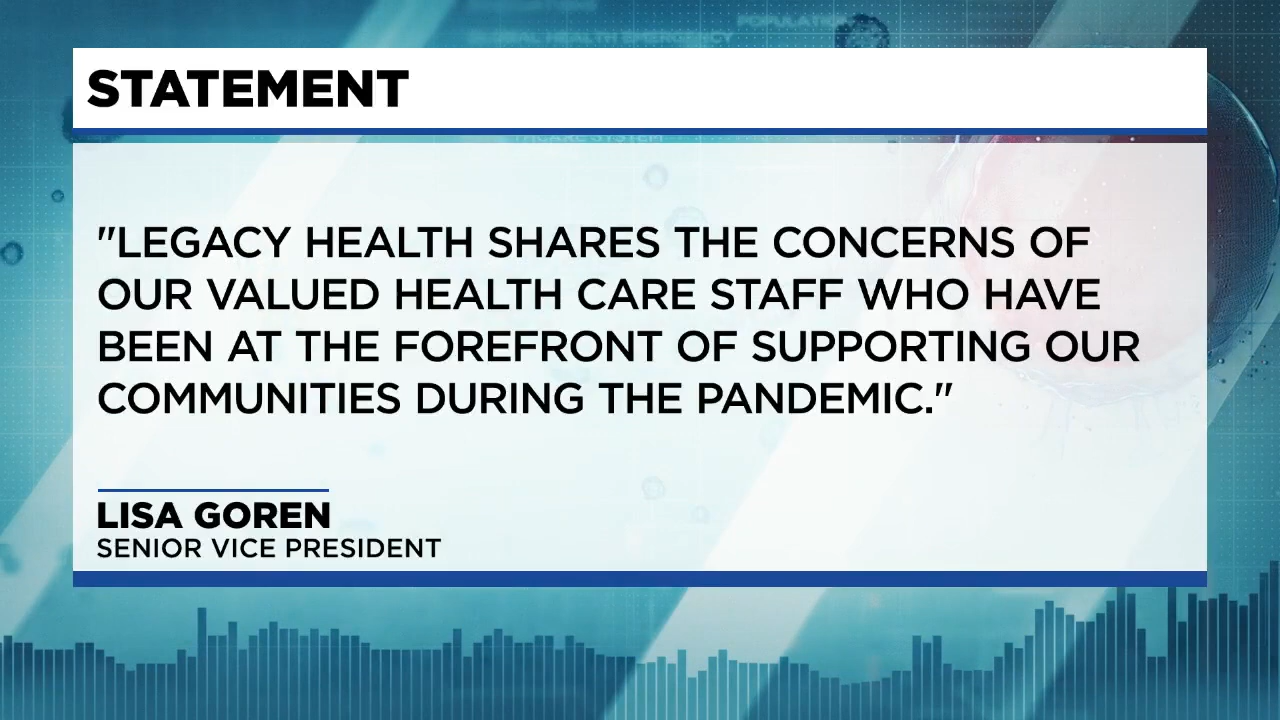 STATEMENT
"LEGACY HEALTH SHARES THE CONCERNS OF
OUR VALUED HEALTH CARE STAFF WHO HAVE
BEEN AT THE FOREFRONT OF SUPPORTING OUR
COMMUNITIES DURING THE PANDEMIC."
LISA GOREN
SENIOR VICE PRESIDENT